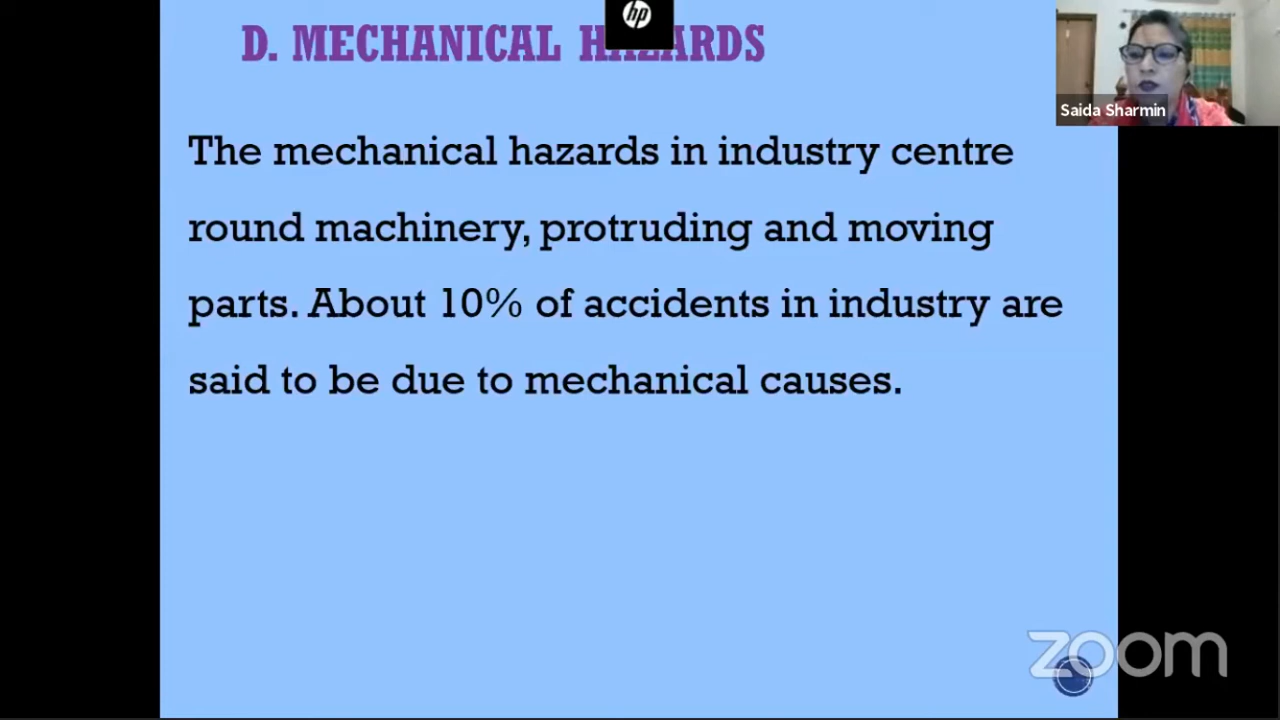 D. MECHANICAL HAZARDS
hp
Saida Sharmin
The mechanical hazards in industry centre
round machinery, protruding and moving
parts. About 10% of accidents in industry are
said to be due to mechanical causes.
zoom